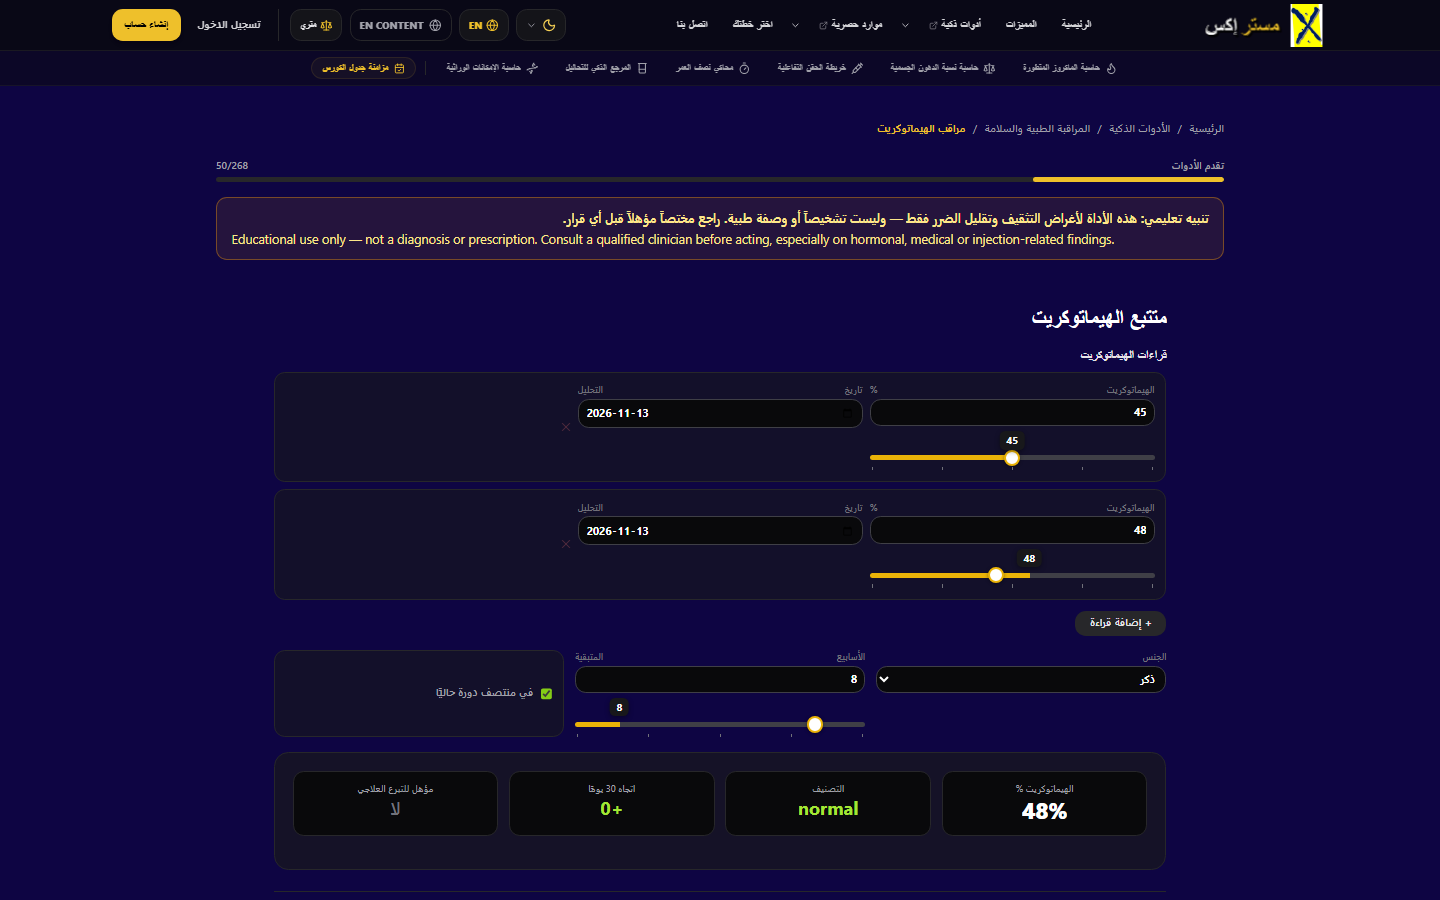 مستر إكس
الرئيسية
المميزات
أدوات ذكية
موارد حصرية
اختر خطتك
اتصل بنا
EN
EN CONTENT
متري
تسجيل الدخول
إنشاء حساب
حاسبة الماكروز المتطورة
حاسبة نسبة الدهون الجسمية
خريطة الحقن التفاعلية
محاكي نصف العمر
المرجع الذكي للتحاليل
حاسبة الإمكانات الوراثية
مزامنة جدول الكورس
الرئيسية / الأدوات الذكية / المراقبة الطبية والسلامة / مراقب الهيماتوكريت
تقدم الأدوات
50/268
تنبيه تعليمي: هذه الأداة لأغراض التثقيف وتقليل الضرر فقط — وليست تشخيصاً أو وصفة طبية. راجع مختصاً مؤهلاً قبل أي قرار.
Educational use only — not a diagnosis or prescription. Consult a qualified clinician before acting, especially on hormonal, medical or injection-related findings.
متتبع الهيماتوكريت
قراءات الهيماتوكريت
الهيماتوكريت %
تاريخ التحليل
45
2026-11-13
45
الهيماتوكريت %
تاريخ التحليل
48
2026-11-13
48
+ إضافة قراءة
الجنس
الأسابيع المتبقية
ذكر
8
في منتصف دورة حاليًا
8
الهيماتوكريت %
48%
التصنيف
normal
اتجاه 30 يومًا
0+
مؤهل للتبرع العلاجي
لا